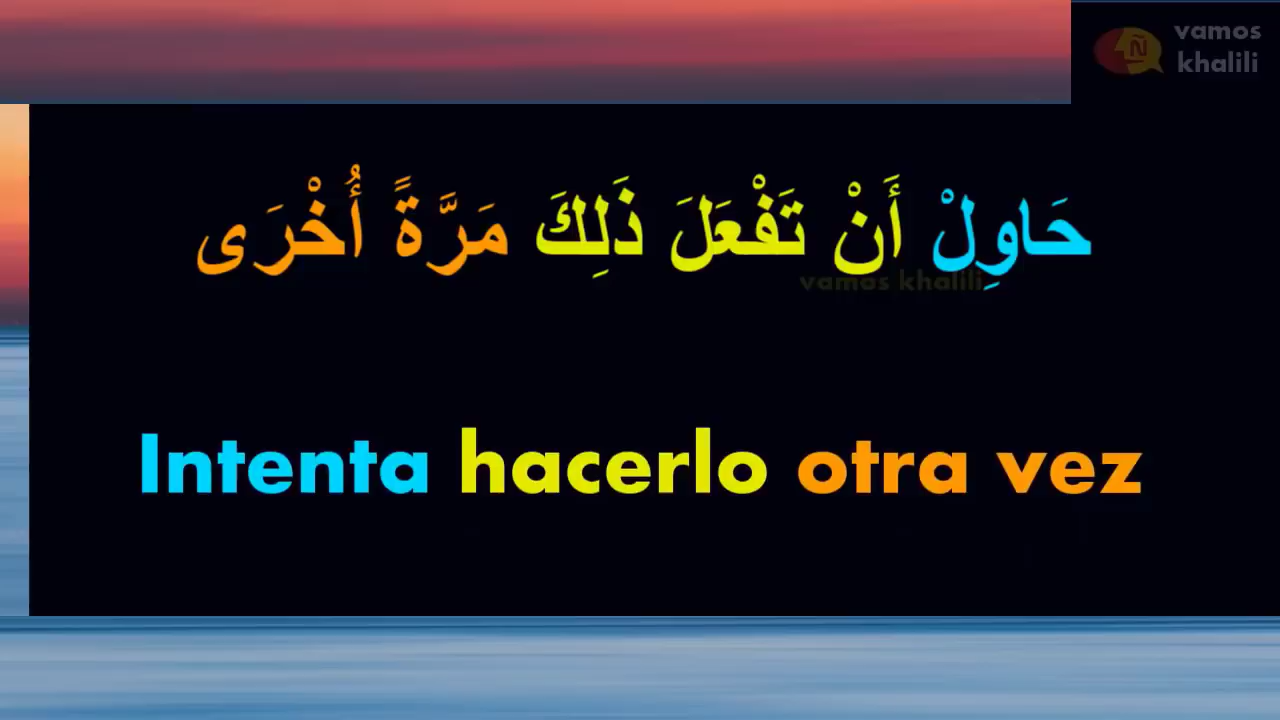 vamos
khalili
حَاوِلْ أَنْ تَفْعَلَ ذَلِكَ مَرَّةً أُخْرَى
vamos khalili
Intenta hacerlo otra vez